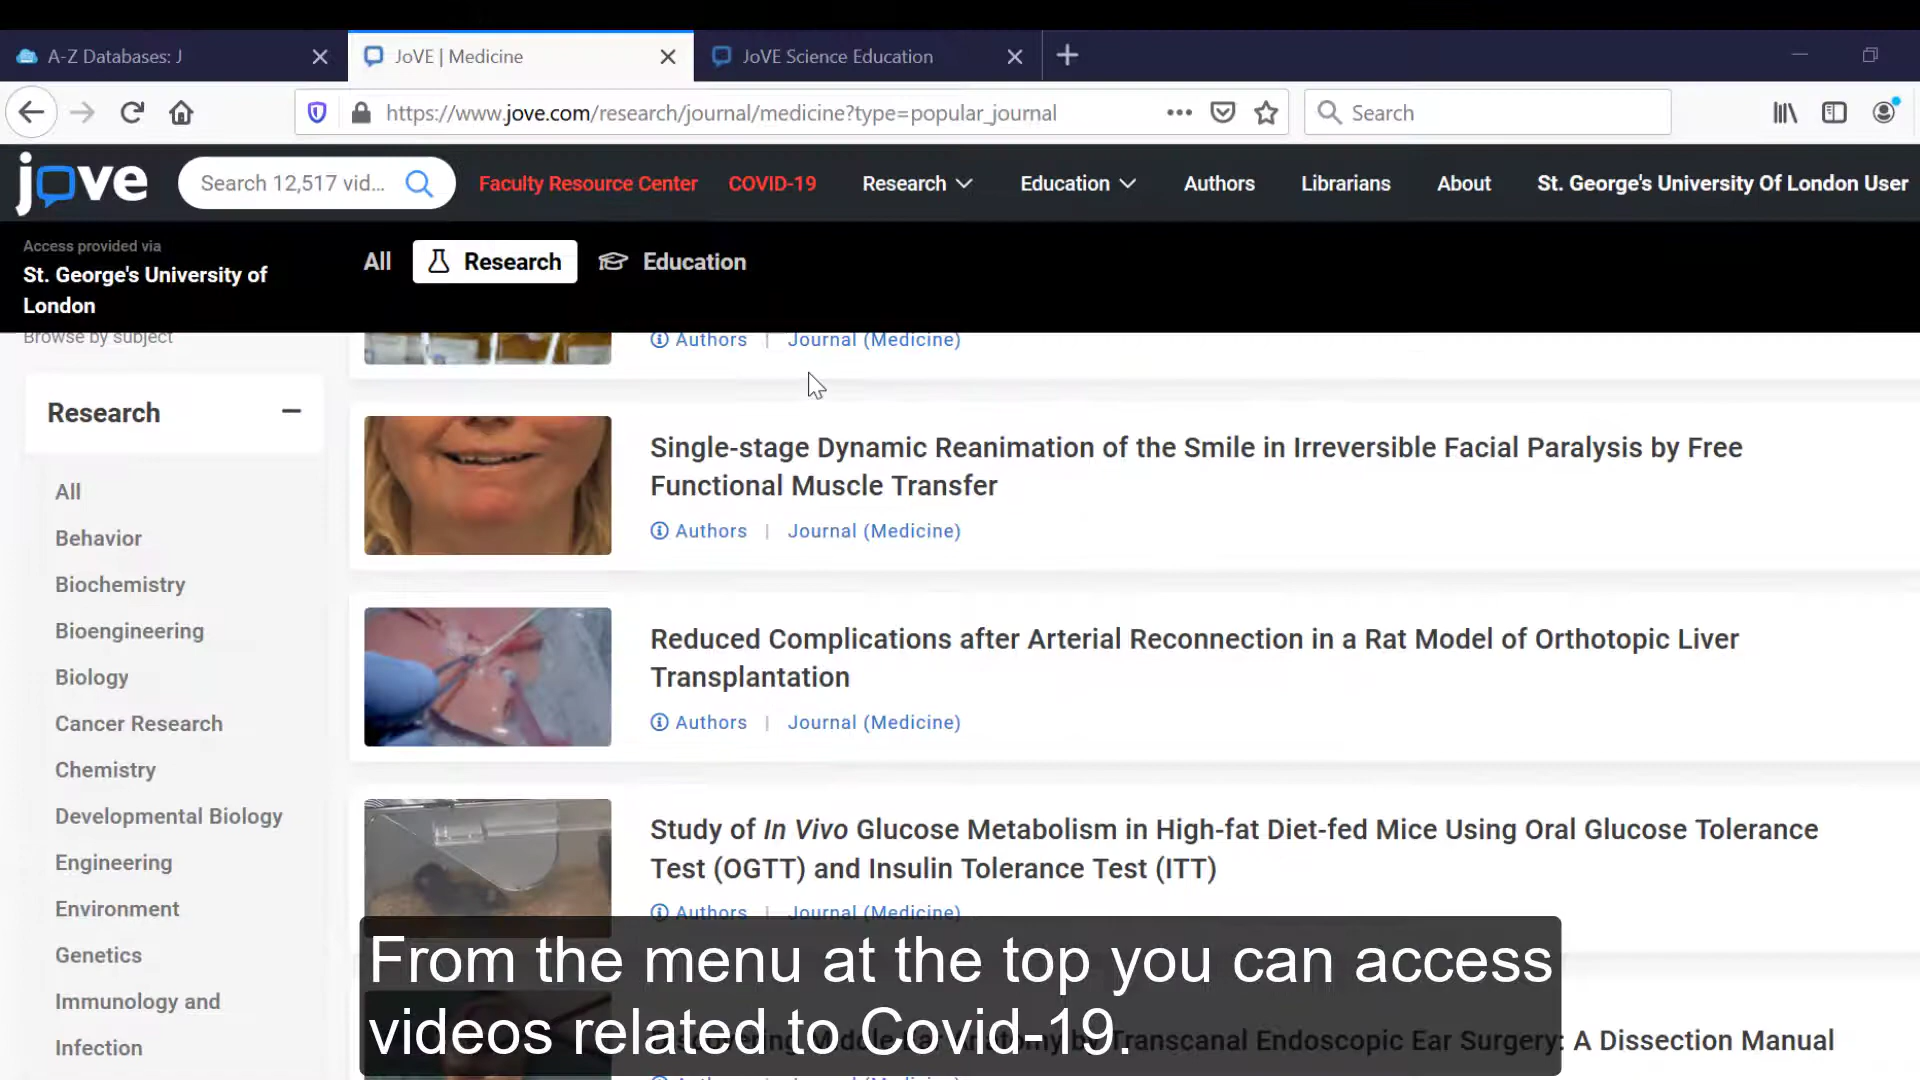 A-Z Databases: J
JoVE | Medicine
JoVE Science Education
https://www.jove.com/research/journal/medicine?type=popular_journal
Search
jove
Search 12,517 vid...
Faculty Resource Center
COVID-19
Research
Education
Authors
Librarians
About
St. George's University Of London User
Access provided via
St. George's University of
London
All
Research
Education
Browse by subject
Authors | Journal (Medicine)
Research
All
Behavior
Biochemistry
Bioengineering
Biology
Cancer Research
Chemistry
Developmental Biology
Engineering
Environment
Genetics
Immunology and
Infection
Single-stage Dynamic Reanimation of the Smile in Irreversible Facial Paralysis by Free
Functional Muscle Transfer
Authors | Journal (Medicine)
Reduced Complications after Arterial Reconnection in a Rat Model of Orthotopic Liver
Transplantation
Authors | Journal (Medicine)
Study of In Vivo Glucose Metabolism in High-fat Diet-fed Mice Using Oral Glucose Tolerance
Test (OGTT) and Insulin Tolerance Test (ITT)
Authors | Journal (Medicine)
Middle Ear Anatomy by Transcanal Endoscopic Ear Surgery: A Dissection Manual
Authors | Journal (Medicine)
From the menu at the top you can access
videos related to Covid-19.